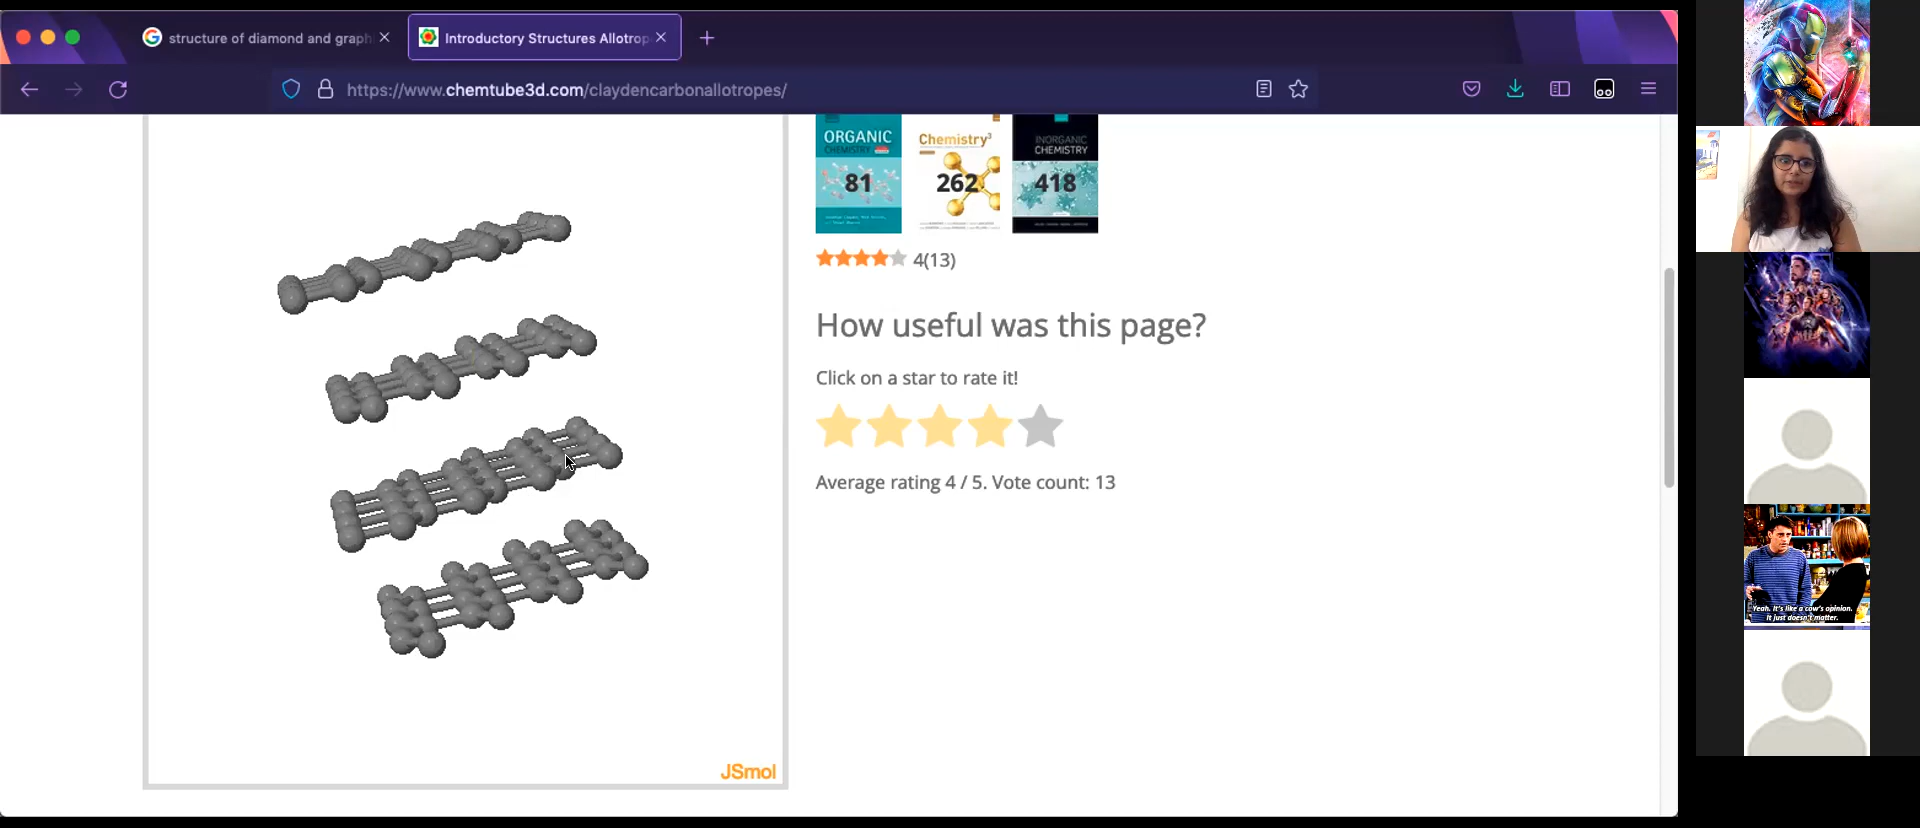 structure of diamond and graph
Introductory Structures Allotrop
https://www.chemtube3d.com/claydencarbonallotropes/
ORGANIC
CHEMISTRY
81
Chemistry³
262
INORGANIC
CHEMISTRY
418
4(13)
How useful was this page?
Click on a star to rate it!
Average rating 4 / 5. Vote count: 13
JSmol
Yeah. It's like a cow's opinion.
It just doesn't matter.